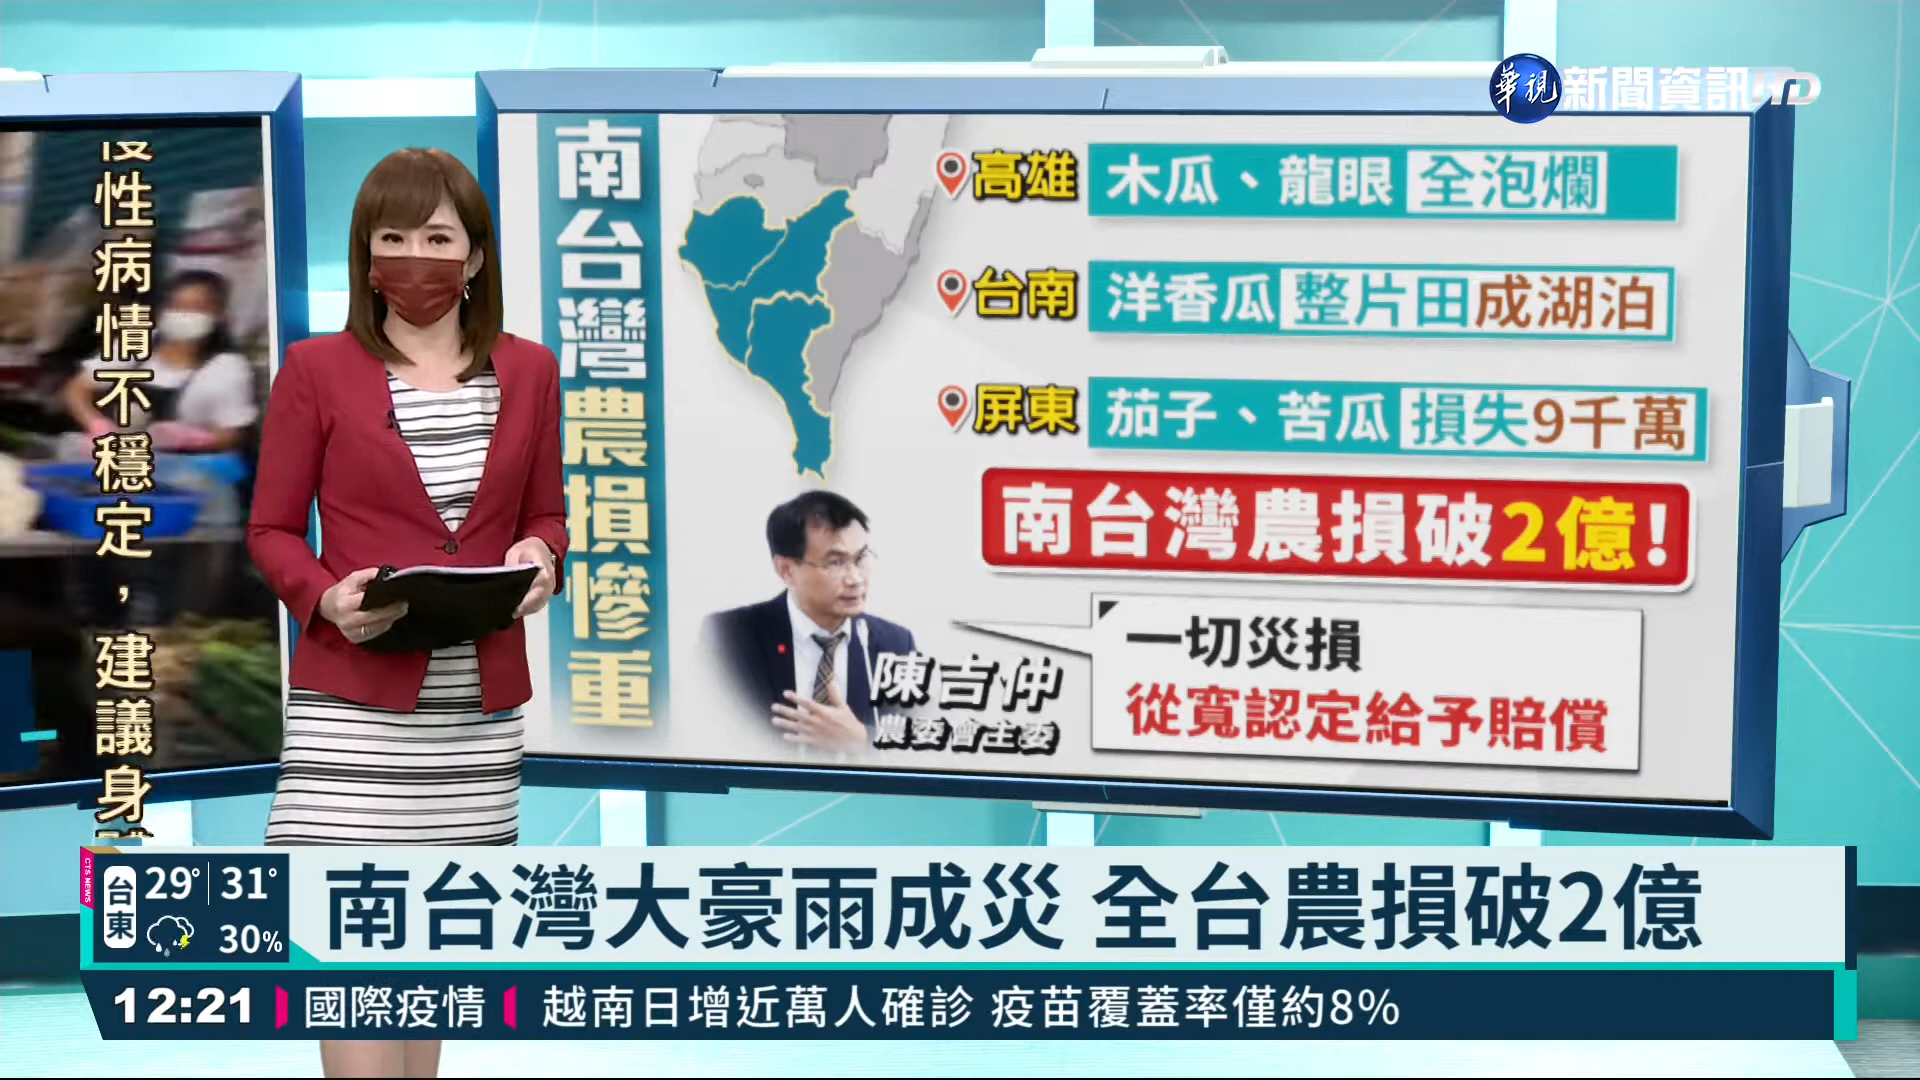 華視 新聞資訊 HD
性病情不穩定，建議身
南台灣農損慘重
高雄 木瓜、龍眼 全泡爛
台南 洋香瓜 整片田成湖泊
屏東 茄子、苦瓜 損失9千萬
南台灣農損破2億!
一切災損
從寬認定給予賠償
陳吉仲
農委會主委
CTS NEWS
台東 29° 31°
30%
南台灣大豪雨成災 全台農損破2億
12:21 國際疫情 越南日增近萬人確診 疫苗覆蓋率僅約8%